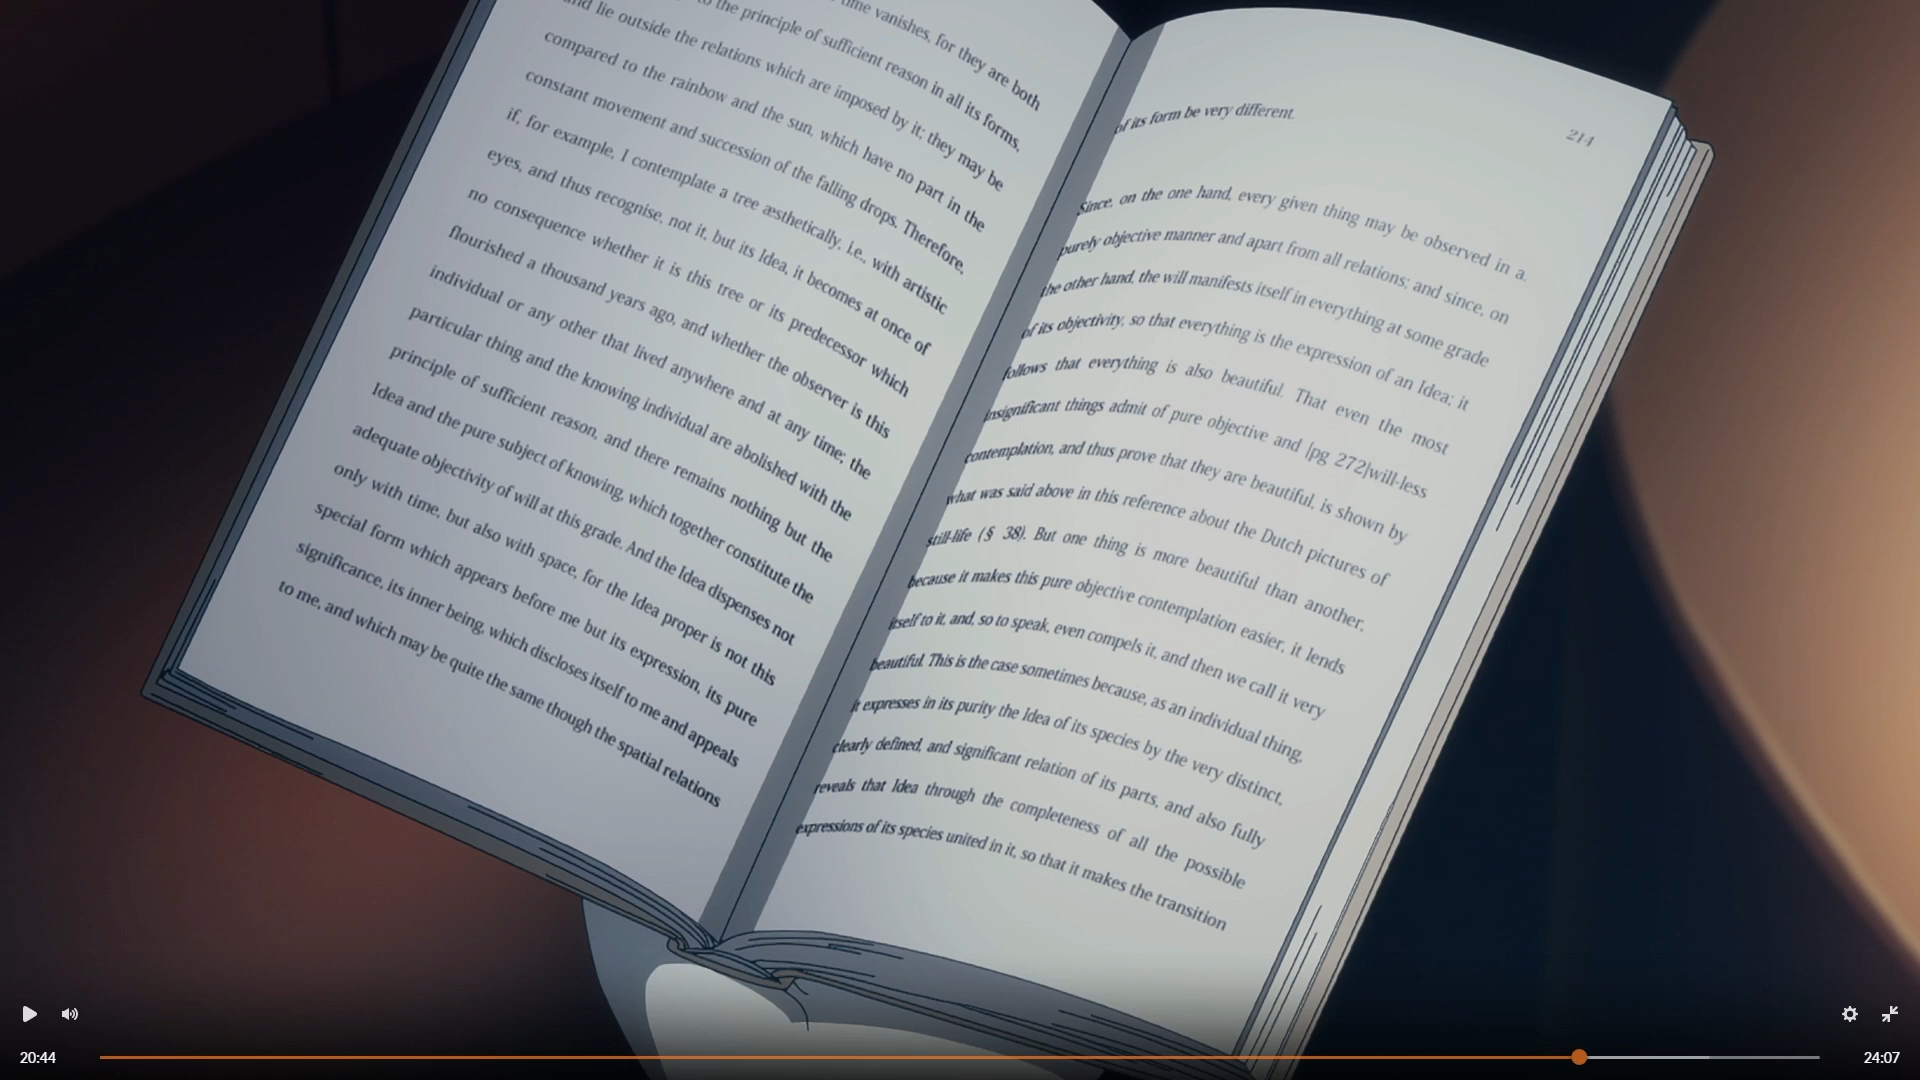 time vanishes, for they are both
to the principle of sufficient reason in all its forms,
and lie outside the relations which are imposed by it; they may be
compared to the rainbow and the sun, which have no part in the
constant movement and succession of the falling drops. Therefore,
if, for example, I contemplate a tree æsthetically, i.e., with artistic
eyes, and thus recognise, not it, but its Idea, it becomes at once of
no consequence whether it is this tree or its predecessor which
flourished a thousand years ago, and whether the observer is this
individual or any other that lived anywhere and at any time; the
particular thing and the knowing individual are abolished with the
principle of sufficient reason, and there remains nothing but the
Idea and the pure subject of knowing, which together constitute the
adequate objectivity of will at this grade. And the Idea dispenses not
only with time, but also with space, for the Idea proper is not this
special form which appears before me but its expression, its pure
significance, its inner being, which discloses itself to me and appeals
to me, and which may be quite the same though the spatial relations
of its form be very different.
214
Since, on the one hand, every given thing may be observed in a
purely objective manner and apart from all relations; and since, on
the other hand, the will manifests itself in everything at some grade
of its objectivity, so that everything is the expression of an Idea; it
follows that everything is also beautiful. That even the most
insignificant things admit of pure objective and |pg 272|will-less
contemplation, and thus prove that they are beautiful, is shown by
what was said above in this reference about the Dutch pictures of
still-life (§ 38). But one thing is more beautiful than another,
because it makes this pure objective contemplation easier, it lends
itself to it, and, so to speak, even compels it, and then we call it very
beautiful. This is the case sometimes because, as an individual thing,
it expresses in its purity the Idea of its species by the very distinct,
clearly defined, and significant relation of its parts, and also fully
reveals that Idea through the completeness of all the possible
expressions of its species united in it, so that it makes the transition
20:44
24:07